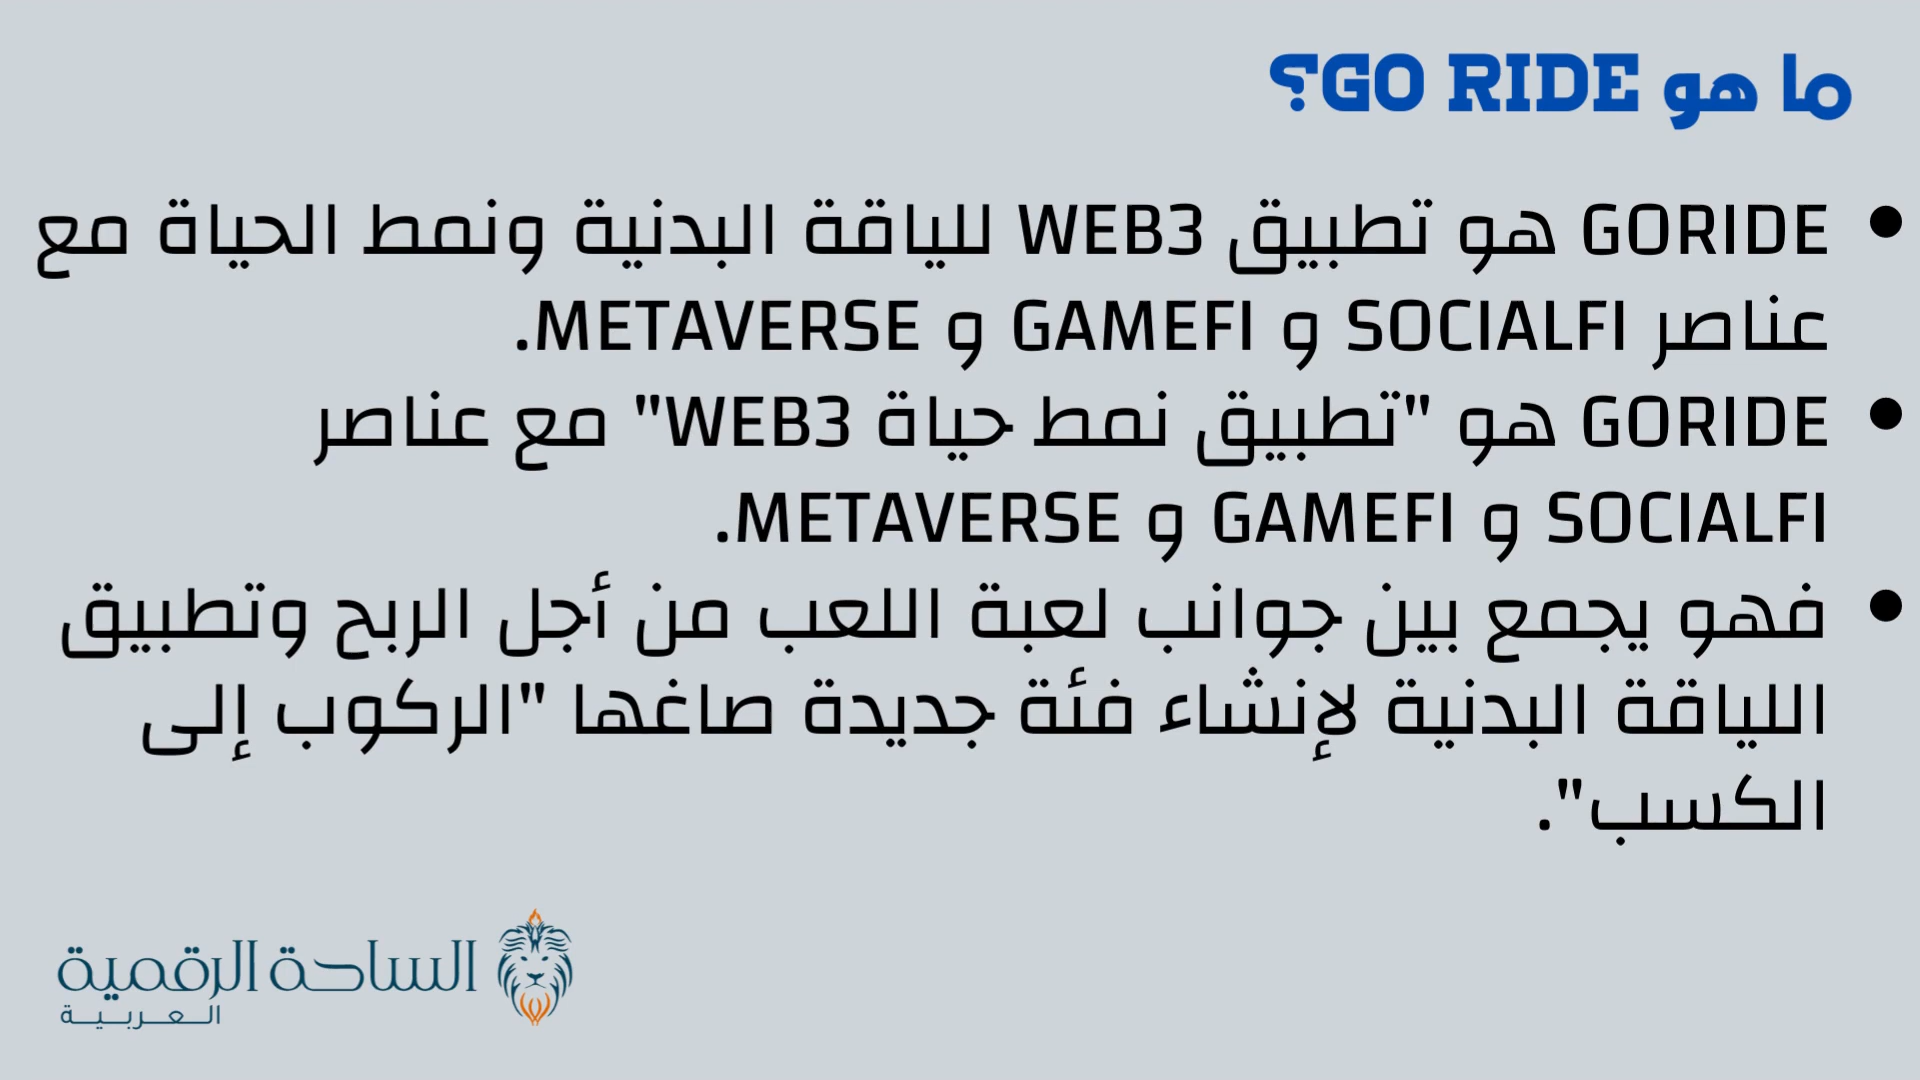 ما هو GO RIDE؟
• GORIDE هو تطبيق WEB3 للياقة البدنية ونمط الحياة مع
عناصر SOCIALFI و GAMEFI و METAVERSE.
• GORIDE هو "تطبيق نمط حياة WEB3" مع عناصر
SOCIALFI و GAMEFI و METAVERSE.
• فهو يجمع بين جوانب لعبة اللعب من أجل الربح وتطبيق
اللياقة البدنية لإنشاء فئة جديدة صاغها "الركوب إلى
الكسب".
الساحة الرقمية
العربية